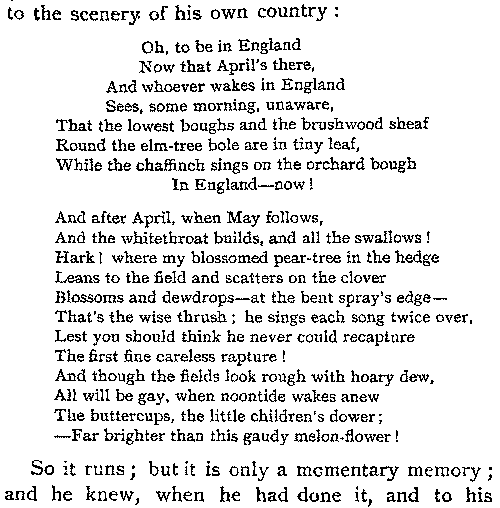 to the scenery of his own country :
Oh, to be in England
Now that April's there,
And whoever wakes in England
Sees, some morning, unaware,
That the lowest boughs and the brushwood sheaf
Round the elm-tree bole are in tiny leaf,
While the chaffinch sings on the orchard bough
In England—now !
And after April, when May follows,
And the whitethroat builds, and all the swallows !
Hark ! where my blossomed pear-tree in the hedge
Leans to the field and scatters on the clover
Blossoms and dewdrops—at the bent spray's edge—
That's the wise thrush ; he sings each song twice over,
Lest you should think he never could recapture
The first fine careless rapture !
And though the fields look rough with hoary dew,
All will be gay, when noontide wakes anew
The buttercups, the little children's dower ;
—Far brighter than this gaudy melon-flower !
So it runs ; but it is only a momentary memory ;
and he knew, when he had done it, and to his